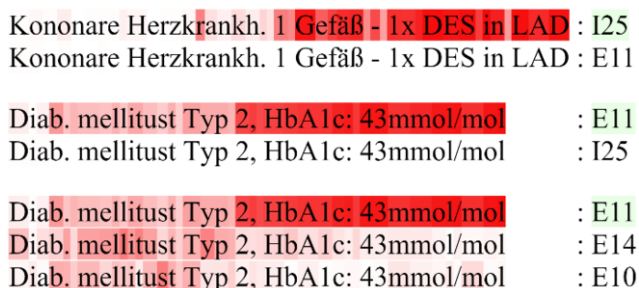 Kononare Herzkrankh. 1 Gefäß - 1x DES in LAD : I25
Kononare Herzkrankh. 1 Gefäß - 1x DES in LAD : E11
Diab. mellitust Typ 2, HbA1c: 43mmol/mol : E11
Diab. mellitust Typ 2, HbA1c: 43mmol/mol : I25
Diab. mellitust Typ 2, HbA1c: 43mmol/mol : E11
Diab. mellitust Typ 2, HbA1c: 43mmol/mol : E14
Diab. mellitust Typ 2, HbA1c: 43mmol/mol : E10